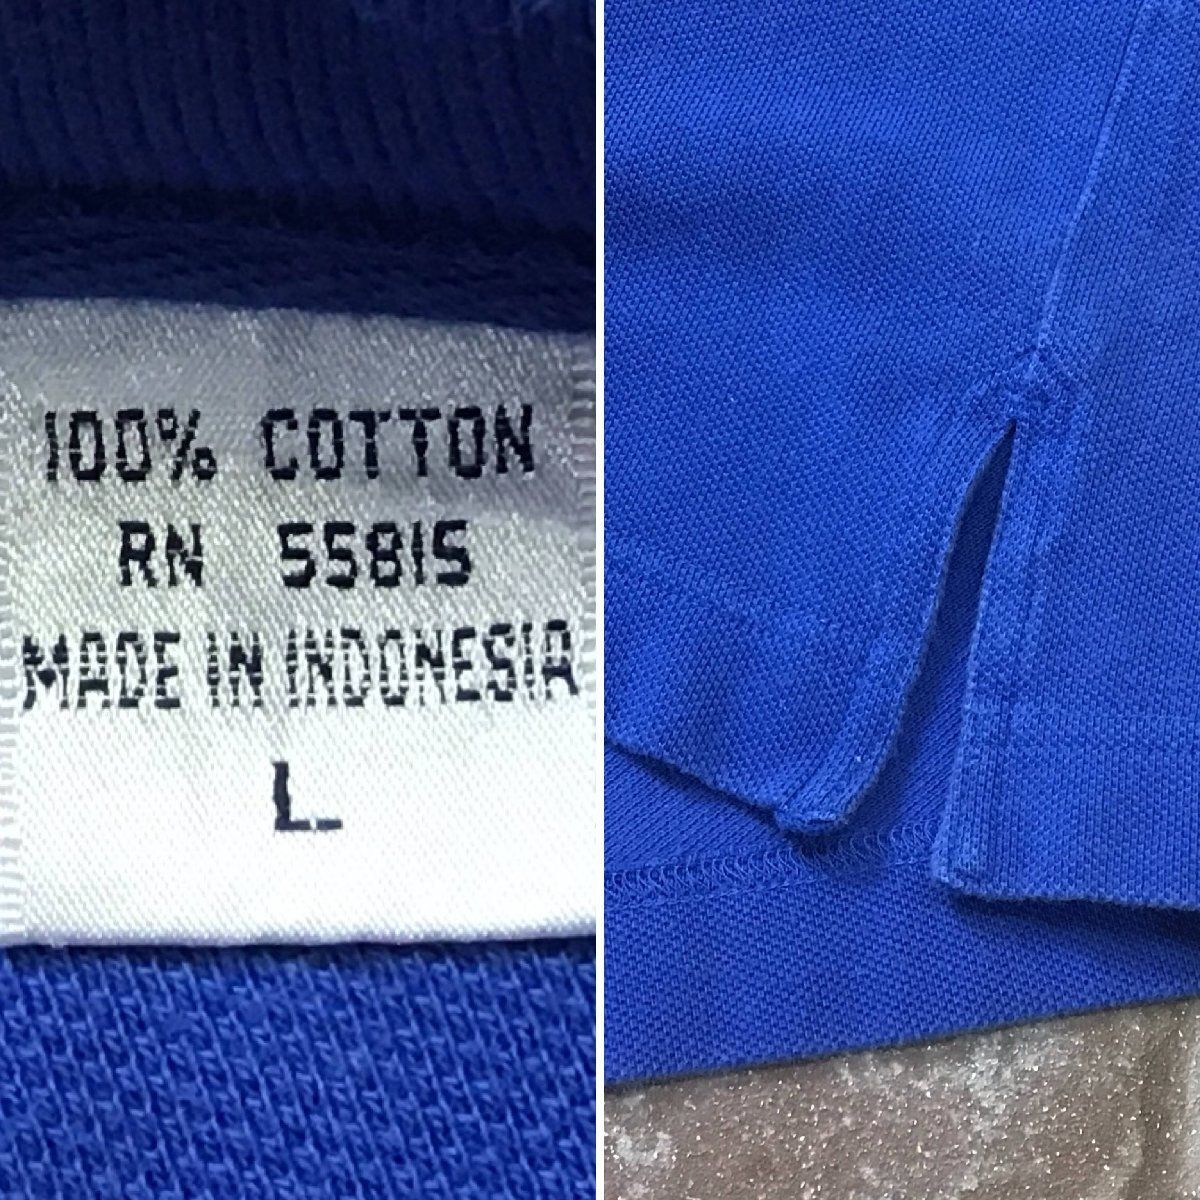 100% COTTON
RN 55815
MADE IN INDONESIA
L